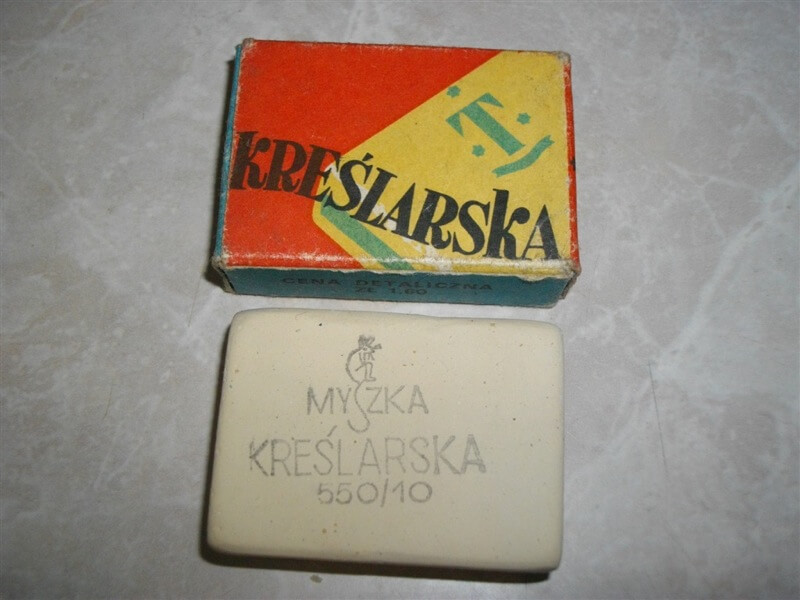 T
KREŚLARSKA
CENA DETALICZNA
ZŁ 1.60
MYSZKA
KREŚLARSKA
550/10